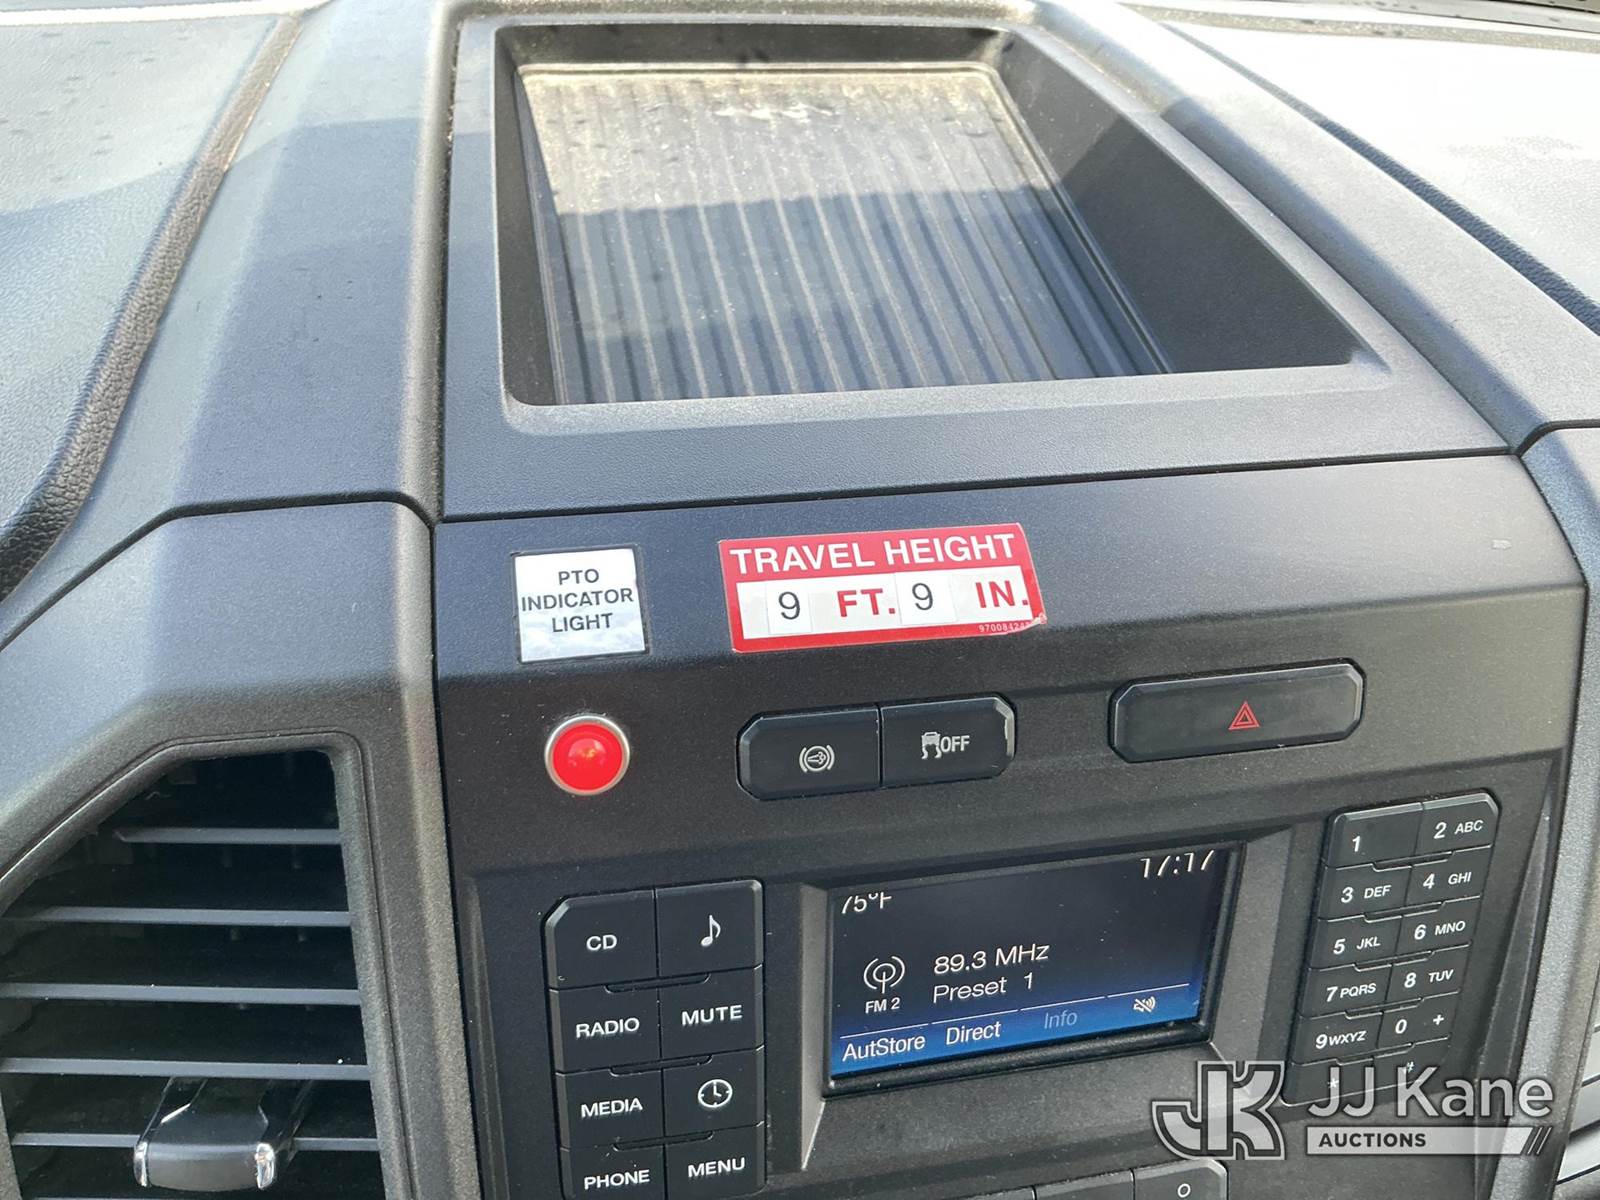 TRAVEL HEIGHT
9 FT. 9 IN.
PTO
INDICATOR
LIGHT
OFF
17:17
75°F
89.3 MHz
Preset 1
FM 2
AutStore Direct Info
CD
RADIO MUTE
MEDIA
PHONE MENU
1 2 ABC
3 DEF 4 GHI
5 JKL 6 MNO
7 PQRS 8 TUV
9 WXYZ 0 +
* #
JK JJ Kane
AUCTIONS